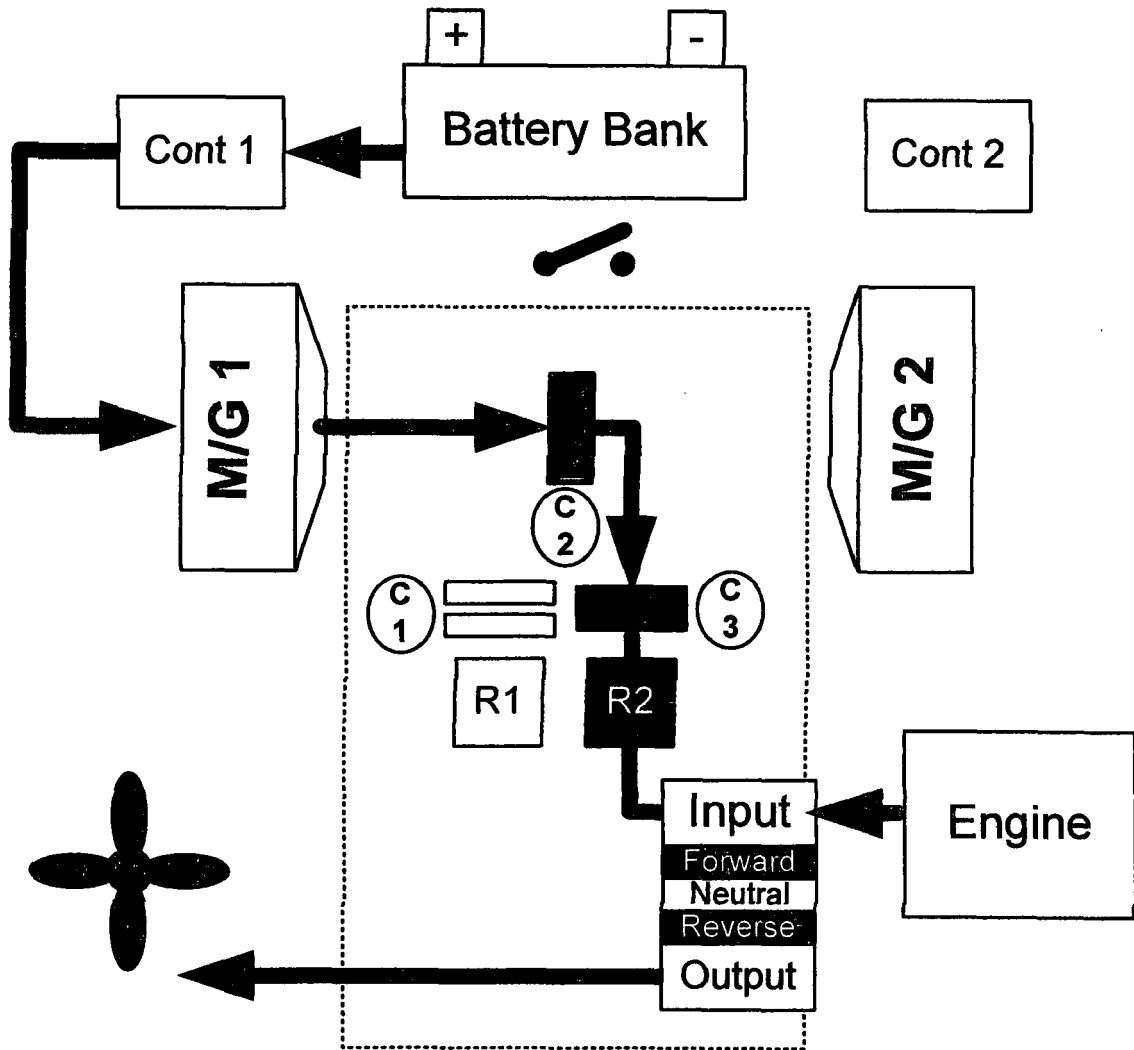 +
-
Battery Bank
Cont 1
Cont 2
M/G 1
M/G 2
C
2
C
1
C
3
R1
R2
Input
Forward
Neutral
Reverse
Output
Engine